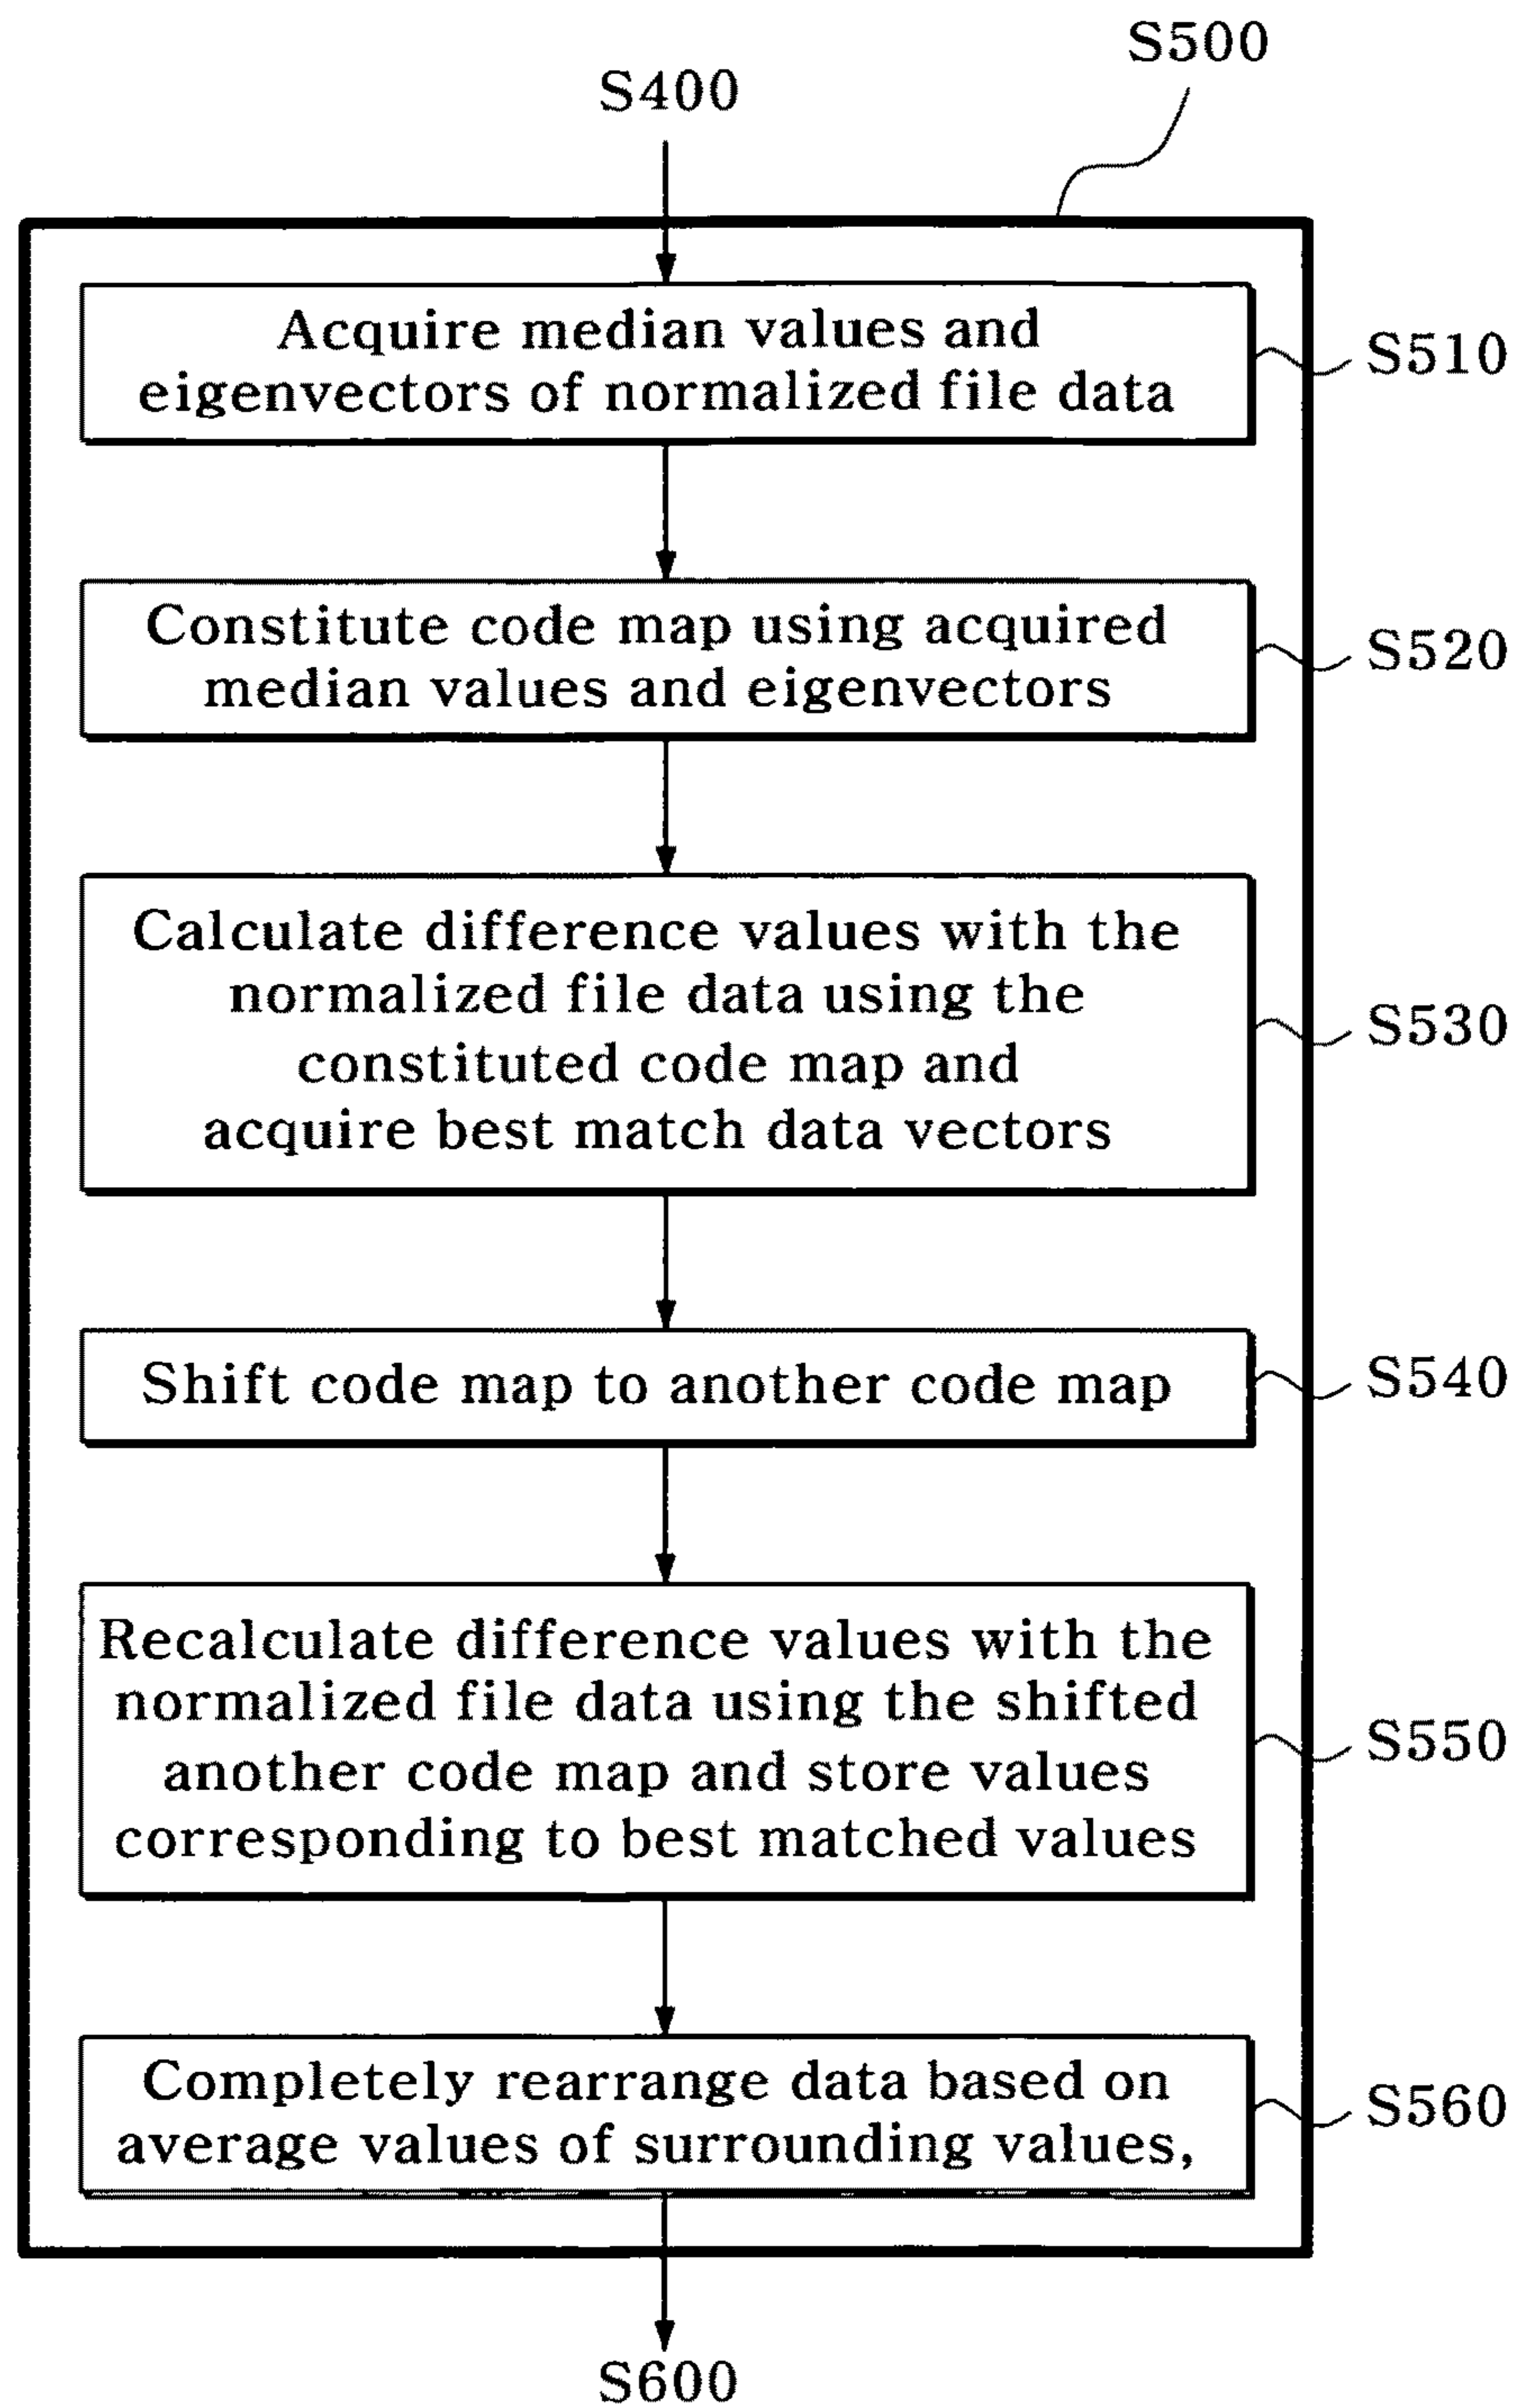 S500
S400
Acquire median values and
eigenvectors of normalized file data
S510
Constitute code map using acquired
median values and eigenvectors
S520
Calculate difference values with the
normalized file data using the
constituted code map and
acquire best match data vectors
S530
Shift code map to another code map
S540
Recalculate difference values with the
normalized file data using the shifted
another code map and store values
corresponding to best matched values
S550
Completely rearrange data based on
average values of surrounding values,
S560
S600